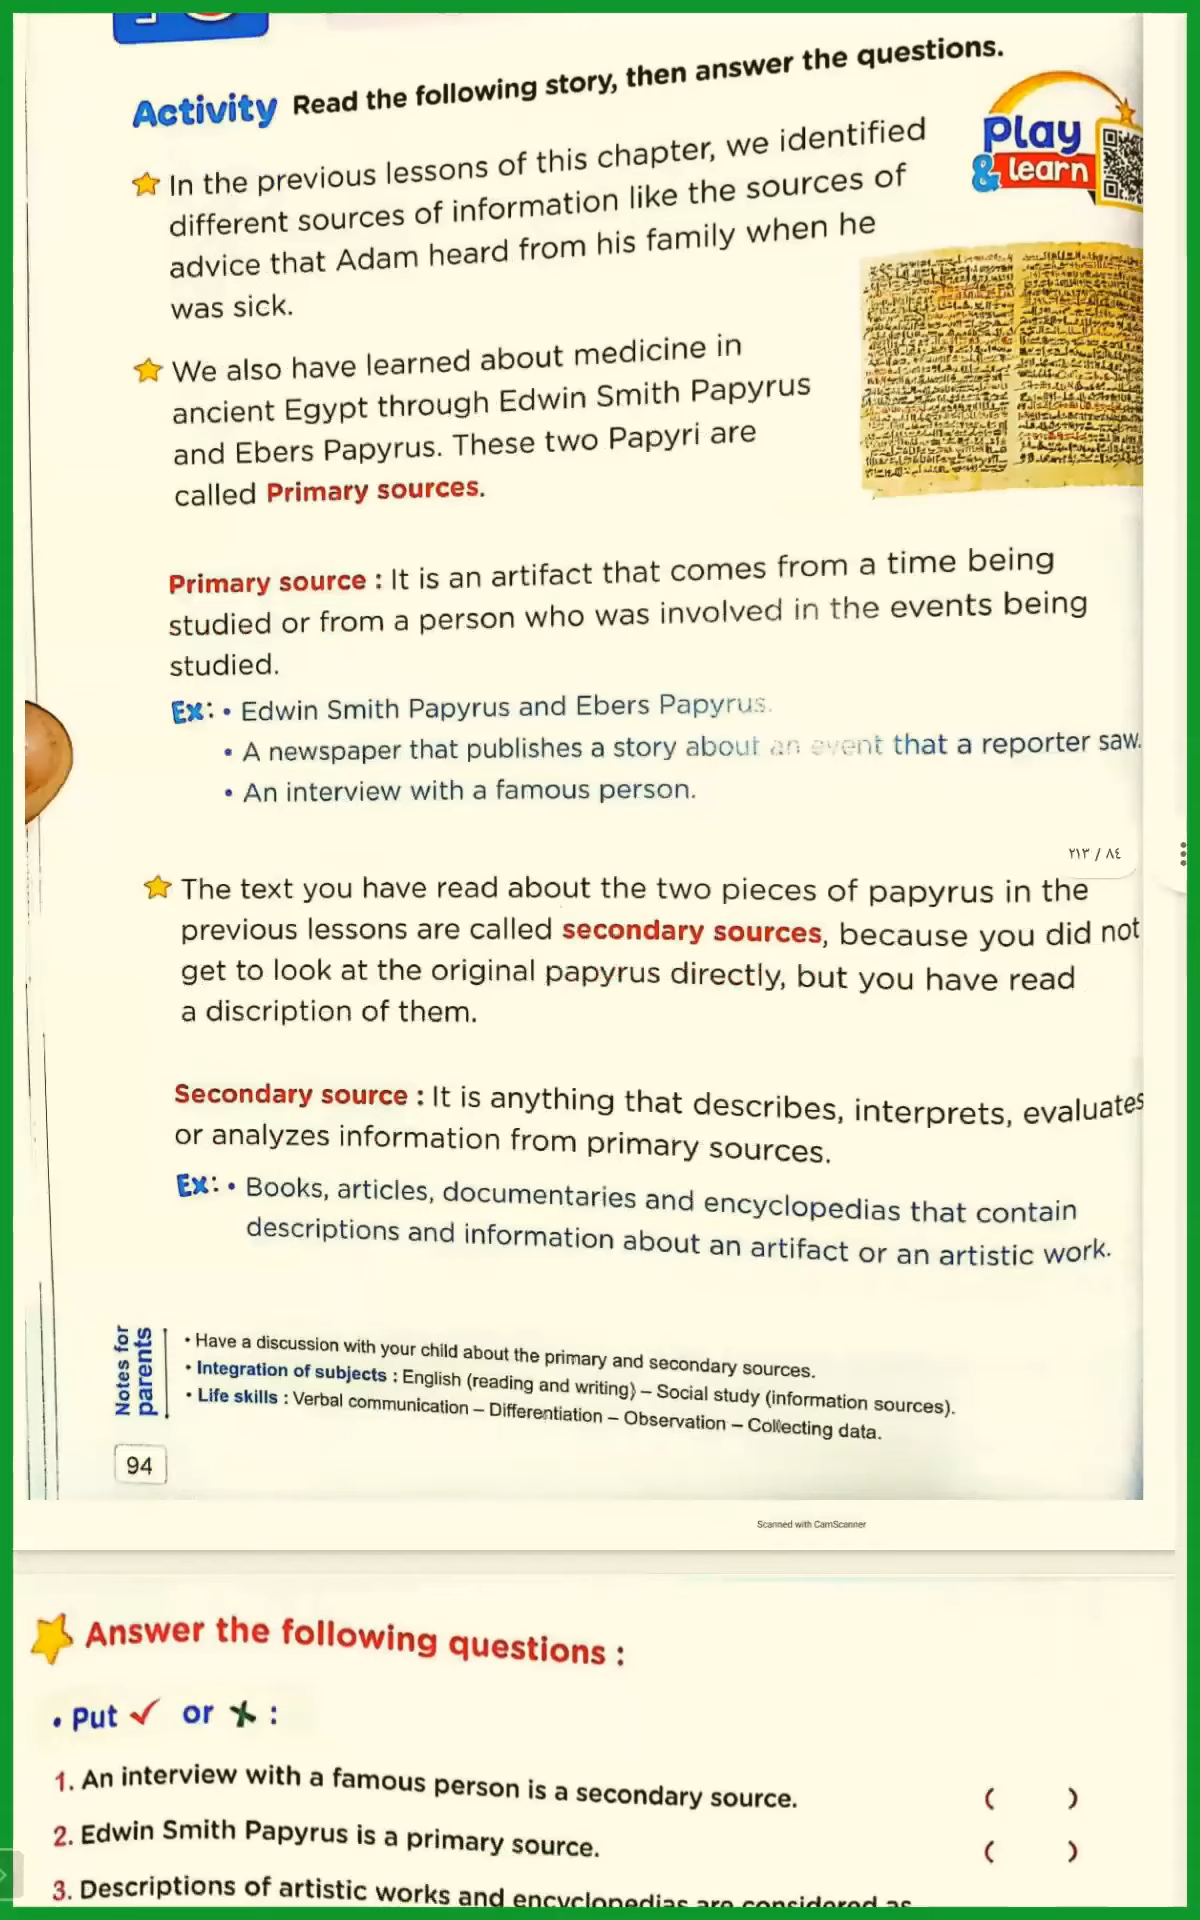 Activity Read the following story, then answer the questions.
Play
& learn
In the previous lessons of this chapter, we identified
different sources of information like the sources of
advice that Adam heard from his family when he
was sick.
We also have learned about medicine in
ancient Egypt through Edwin Smith Papyrus
and Ebers Papyrus. These two Papyri are
called Primary sources.
Primary source : It is an artifact that comes from a time being
studied or from a person who was involved in the events being
studied.
Ex: • Edwin Smith Papyrus and Ebers Papyrus.
• A newspaper that publishes a story about an event that a reporter saw.
• An interview with a famous person.
٢١٣ / ٨٤
The text you have read about the two pieces of papyrus in the
previous lessons are called secondary sources, because you did not
get to look at the original papyrus directly, but you have read
a discription of them.
Secondary source : It is anything that describes, interprets, evaluates
or analyzes information from primary sources.
Ex: • Books, articles, documentaries and encyclopedias that contain
descriptions and information about an artifact or an artistic work.
Notes for
parents
• Have a discussion with your child about the primary and secondary sources.
• Integration of subjects : English (reading and writing) – Social study (information sources).
• Life skills : Verbal communication – Differentiation – Observation – Collecting data.
94
Scanned with CamScanner
Answer the following questions :
• Put ✓ or ✗ :
1. An interview with a famous person is a secondary source. ( )
2. Edwin Smith Papyrus is a primary source. ( )
3. Descriptions of artistic works and encyclopedias are considered as